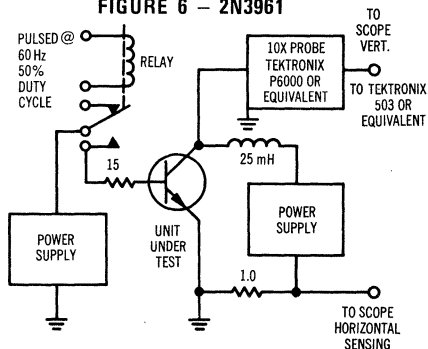 FIGURE 6 – 2N3961
PULSED @
60 Hz
50%
DUTY
CYCLE
RELAY
10X PROBE
TEKTRONIX
P6000 OR
EQUIVALENT
TO
SCOPE
VERT.
TO TEKTRONIX
503 OR
EQUIVALENT
15
25 mH
UNIT
UNDER
TEST
POWER
SUPPLY
POWER
SUPPLY
1.0
TO SCOPE
HORIZONTAL
SENSING